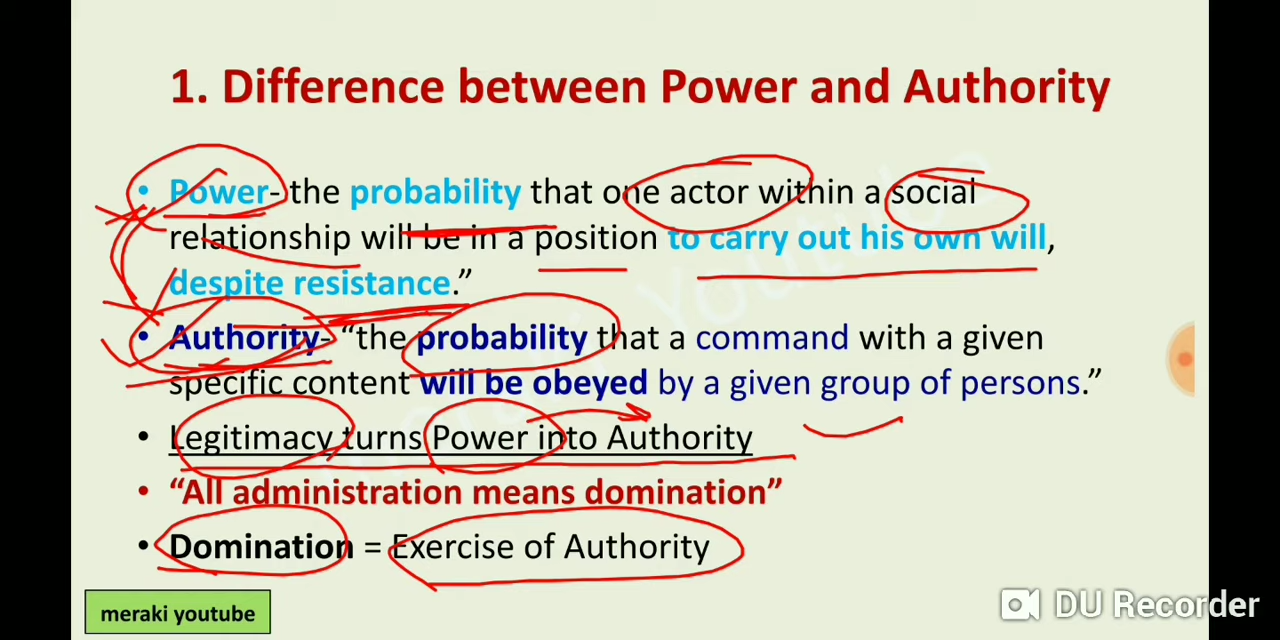 1. Difference between Power and Authority
• Power- the probability that one actor within a social
relationship will be in a position to carry out his own will,
despite resistance.”
• Authority- “the probability that a command with a given
specific content will be obeyed by a given group of persons.”
• Legitimacy turns Power into Authority
• “All administration means domination”
• Domination = Exercise of Authority
meraki youtube
DU Recorder